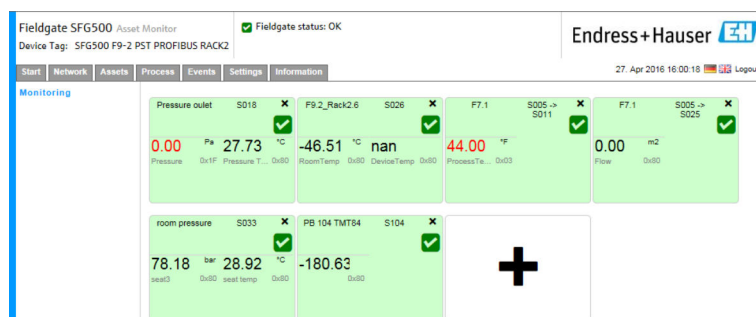 Fieldgate SFG500 Asset Monitor
Device Tag: SFG500 F9-2 PST PROFIBUS RACK2
Fieldgate status: OK
Endress+Hauser EH
Start Network Assets Process Events Settings Information
27. Apr 2016 16:00:18 Logou
Monitoring
Pressure oulet S018
0.00 Pa 27.73 °C
Pressure 0x1F Pressure T... 0x80
F9.2_Rack2.6 S026
-46.51 °C nan
RoomTemp 0x80 DeviceTemp 0x80
F7.1 S005 -> S011
44.00 °F
ProcessTe... 0x03
F7.1 S005 -> S025
0.00 m2
Flow 0x80
room pressure S033
78.18 bar 28.92 °C
seat3 0x80 seat temp 0x80
PB 104 TMT84 S104
-180.63
0x80